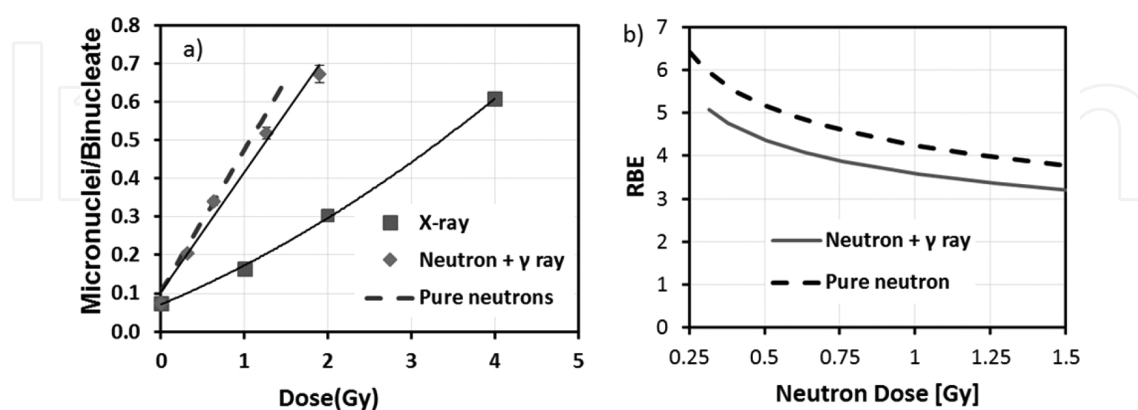 a)
Micronuclei/Binucleate
0.8
0.7
0.6
0.5
0.4
0.3
0.2
0.1
0.0
X-ray
Neutron + γ ray
Pure neutrons
0 1 2 3 4 5
Dose(Gy)
b)
RBE
7
6
5
4
3
2
1
0
Neutron + γ ray
Pure neutron
0.25 0.5 0.75 1 1.25 1.5
Neutron Dose [Gy]